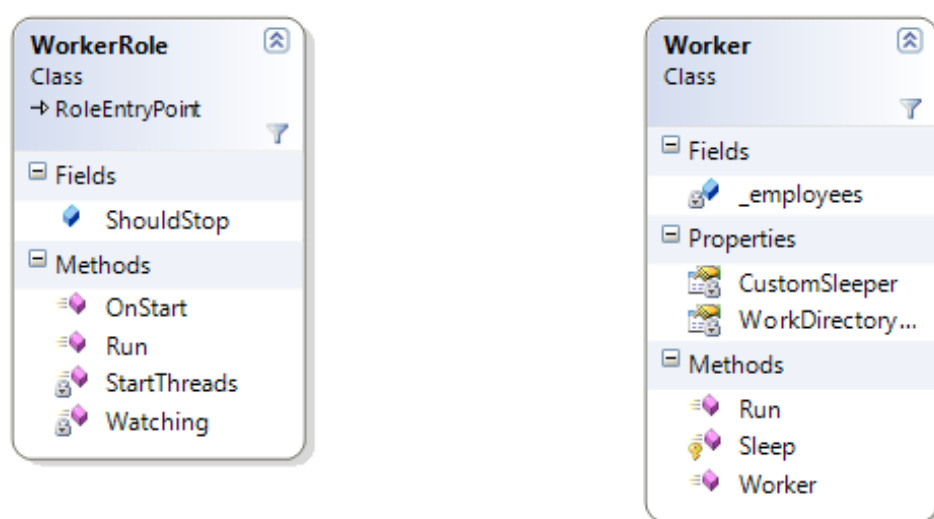 WorkerRole
Class
RoleEntryPoint
Fields
ShouldStop
Methods
OnStart
Run
StartThreads
Watching
Worker
Class
Fields
_employees
Properties
CustomSleeper
WorkDirectory...
Methods
Run
Sleep
Worker